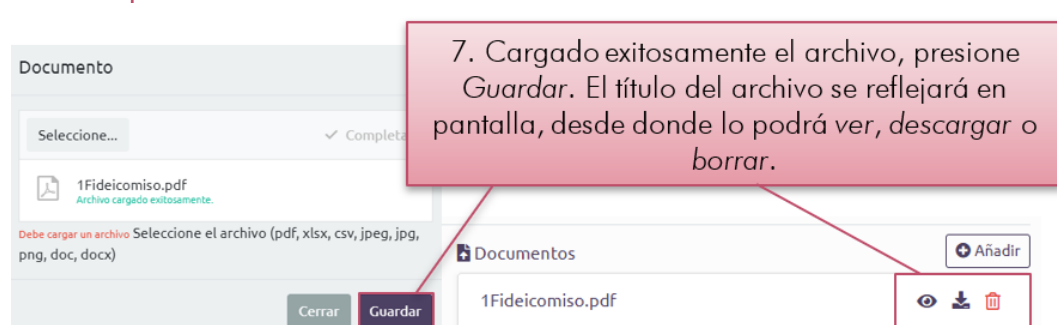 7. Cargado exitosamente el archivo, presione
Guardar. El título del archivo se reflejará en
pantalla, desde donde lo podrá ver, descargar o
borrar.
Documento
Seleccione...
1Fideicomiso.pdf
Archivo cargado exitosamente.
Debe cargar un archivo Seleccione el archivo (pdf, xlsx, csv, jpeg, jpg,
png, doc, docx)
Cerrar Guardar
Documentos
Añadir
1Fideicomiso.pdf